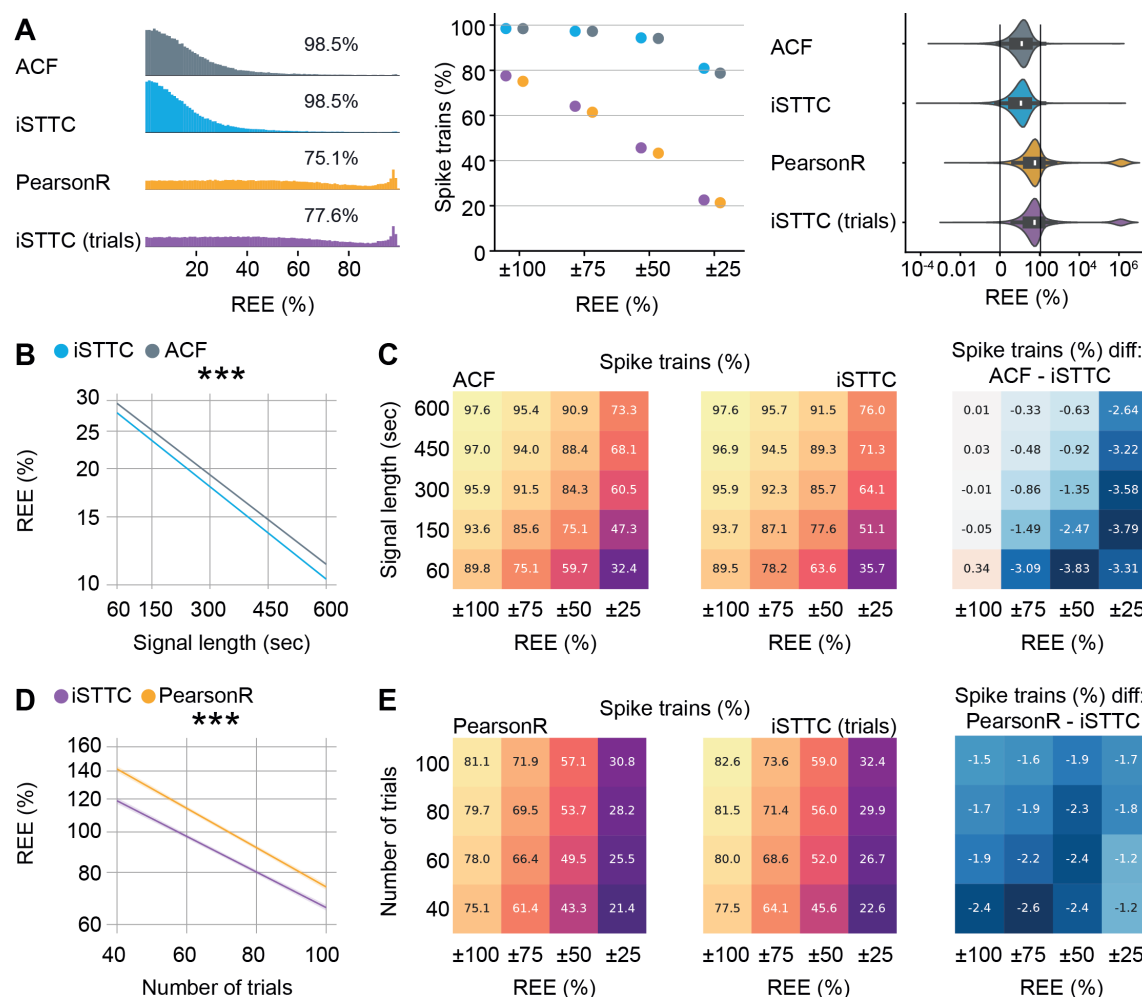 A
ACF
98.5%
iSTTC
98.5%
PearsonR
75.1%
iSTTC (trials)
77.6%
20 40 60 80
REE (%)
Spike trains (%)
100
80
60
40
20
0
±100 ±75 ±50 ±25
REE (%)
ACF
iSTTC
PearsonR
iSTTC (trials)
10-4 0.01 0 100 10⁴ 10⁶
REE (%)
B
iSTTC ACF
***
REE (%)
30
25
20
15
10
60 150 300 450 600
Signal length (sec)
C
Spike trains (%)
ACF
iSTTC
Spike trains (%) diff:
ACF - iSTTC
Signal length (sec)
600 97.6 95.4 90.9 73.3 97.6 95.7 91.5 76.0 0.01 -0.33 -0.63 -2.64
450 97.0 94.0 88.4 68.1 96.9 94.5 89.3 71.3 0.03 -0.48 -0.92 -3.22
300 95.9 91.5 84.3 60.5 95.9 92.3 85.7 64.1 -0.01 -0.86 -1.35 -3.58
150 93.6 85.6 75.1 47.3 93.7 87.1 77.6 51.1 -0.05 -1.49 -2.47 -3.79
60 89.8 75.1 59.7 32.4 89.5 78.2 63.6 35.7 0.34 -3.09 -3.83 -3.31
±100 ±75 ±50 ±25 ±100 ±75 ±50 ±25 ±100 ±75 ±50 ±25
REE (%) REE (%) REE (%)
D
iSTTC PearsonR
***
REE (%)
160
140
120
100
80
60
40 60 80 100
Number of trials
E
Spike trains (%)
PearsonR
iSTTC (trials)
Spike trains (%) diff:
PearsonR - iSTTC
Number of trials
100 81.1 71.9 57.1 30.8 82.6 73.6 59.0 32.4 -1.5 -1.6 -1.9 -1.7
80 79.7 69.5 53.7 28.2 81.5 71.4 56.0 29.9 -1.7 -1.9 -2.3 -1.8
60 78.0 66.4 49.5 25.5 80.0 68.6 52.0 26.7 -1.9 -2.2 -2.4 -1.2
40 75.1 61.4 43.3 21.4 77.5 64.1 45.6 22.6 -2.4 -2.6 -2.4 -1.2
±100 ±75 ±50 ±25 ±100 ±75 ±50 ±25 ±100 ±75 ±50 ±25
REE (%) REE (%) REE (%)